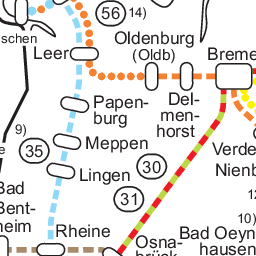 56 14)
schen
Oldenburg
(Oldb)
Leer
Breme
Papen-
burg
Del-
men-
horst
9)
35
Meppen
Verde
30
Nienb
Lingen
31
Bad
Bent-
heim
12)
10)
Rheine
Osna-
brück
Bad Oeyn
hausen